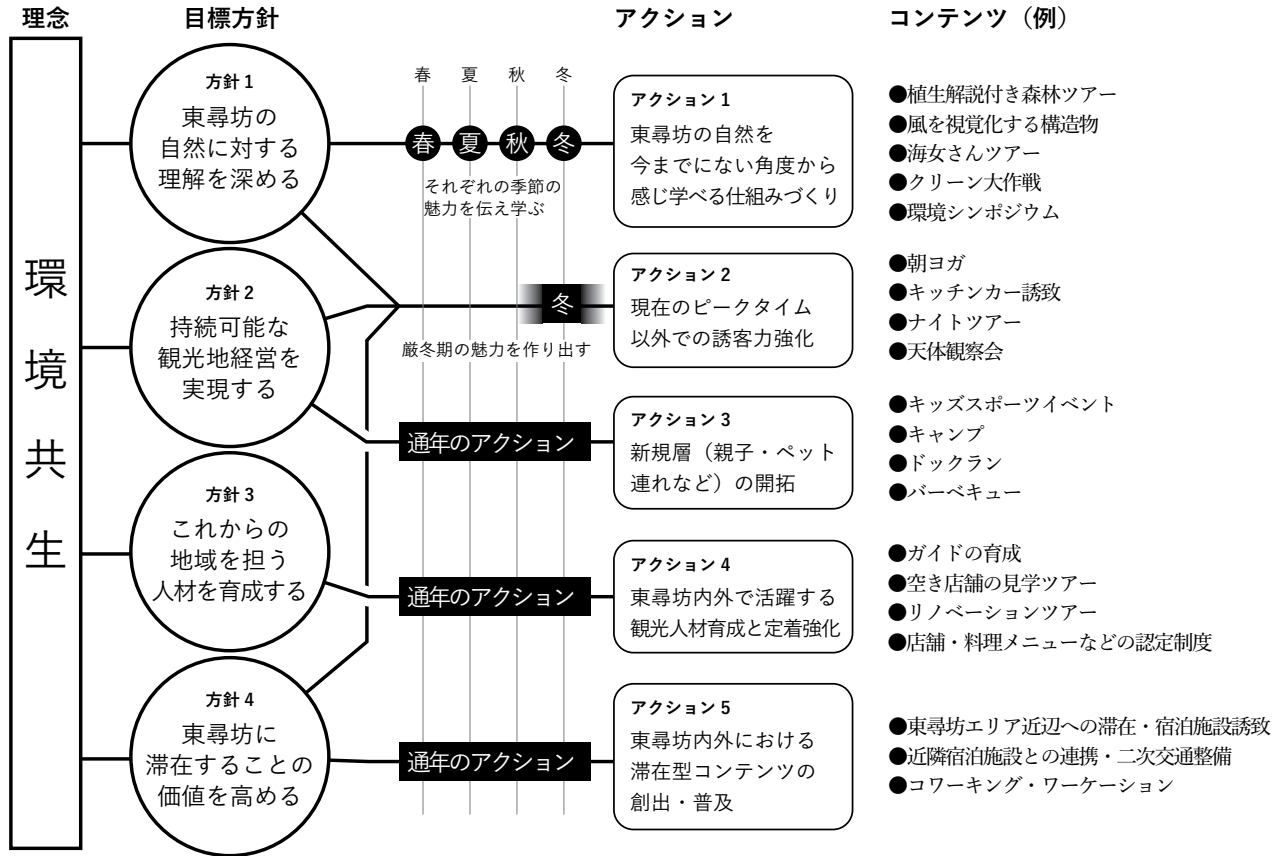 理念
目標方針
アクション
コンテンツ（例）
環境共生
方針 1
東尋坊の
自然に対する
理解を深める
方針 2
持続可能な
観光地経営を
実現する
方針 3
これからの
地域を担う
人材を育成する
方針 4
東尋坊に
滞在することの
価値を高める
春 夏 秋 冬
春 夏 秋 冬
それぞれの季節の
魅力を伝え学ぶ
冬
厳冬期の魅力を作り出す
通年のアクション
通年のアクション
通年のアクション
アクション 1
東尋坊の自然を
今までにない角度から
感じ学べる仕組みづくり
アクション 2
現在のピークタイム
以外での誘客力強化
アクション 3
新規層（親子・ペット
連れなど）の開拓
アクション 4
東尋坊内外で活躍する
観光人材育成と定着強化
アクション 5
東尋坊内外における
滞在型コンテンツの
創出・普及
●植生解説付き森林ツアー
●風を視覚化する構造物
●海女さんツアー
●クリーン大作戦
●環境シンポジウム
●朝ヨガ
●キッチンカー誘致
●ナイトツアー
●天体観察会
●キッズスポーツイベント
●キャンプ
●ドックラン
●バーベキュー
●ガイドの育成
●空き店舗の見学ツアー
●リノベーションツアー
●店舗・料理メニューなどの認定制度
●東尋坊エリア近辺への滞在・宿泊施設誘致
●近隣宿泊施設との連携・二次交通整備
●コワーキング・ワーケーション